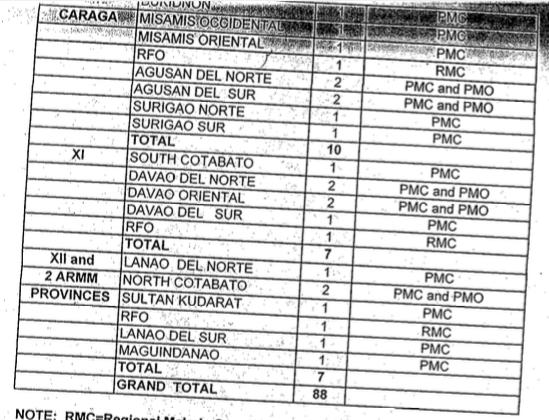 BUKIDNON 1 PMC
CARAGA MISAMIS OCCIDENTAL 1 PMC
MISAMIS ORIENTAL 1 PMC
RFO 1 RMC
AGUSAN DEL NORTE 2 PMC and PMO
AGUSAN DEL SUR 2 PMC and PMO
SURIGAO NORTE 1 PMC
SURIGAO SUR 1 PMC
TOTAL 10
XI SOUTH COTABATO 1 PMC
DAVAO DEL NORTE 2 PMC and PMO
DAVAO ORIENTAL 2 PMC and PMO
DAVAO DEL SUR 1 PMC
RFO 1 RMC
TOTAL 7
XII and LANAO DEL NORTE 1 PMC
2 ARMM NORTH COTABATO 2 PMC and PMO
PROVINCES SULTAN KUDARAT 1 PMC
RFO 1 RMC
LANAO DEL SUR 1 PMC
MAGUINDANAO 1 PMC
TOTAL 7
GRAND TOTAL 88
NOTE: RMC=Regional